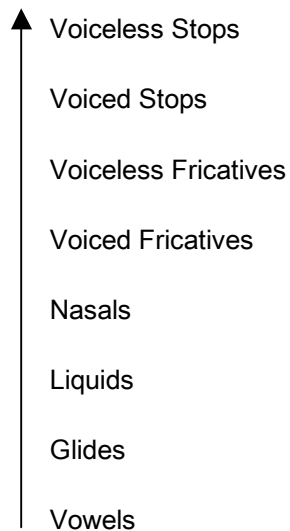 Voiceless Stops
Voiced Stops
Voiceless Fricatives
Voiced Fricatives
Nasals
Liquids
Glides
Vowels